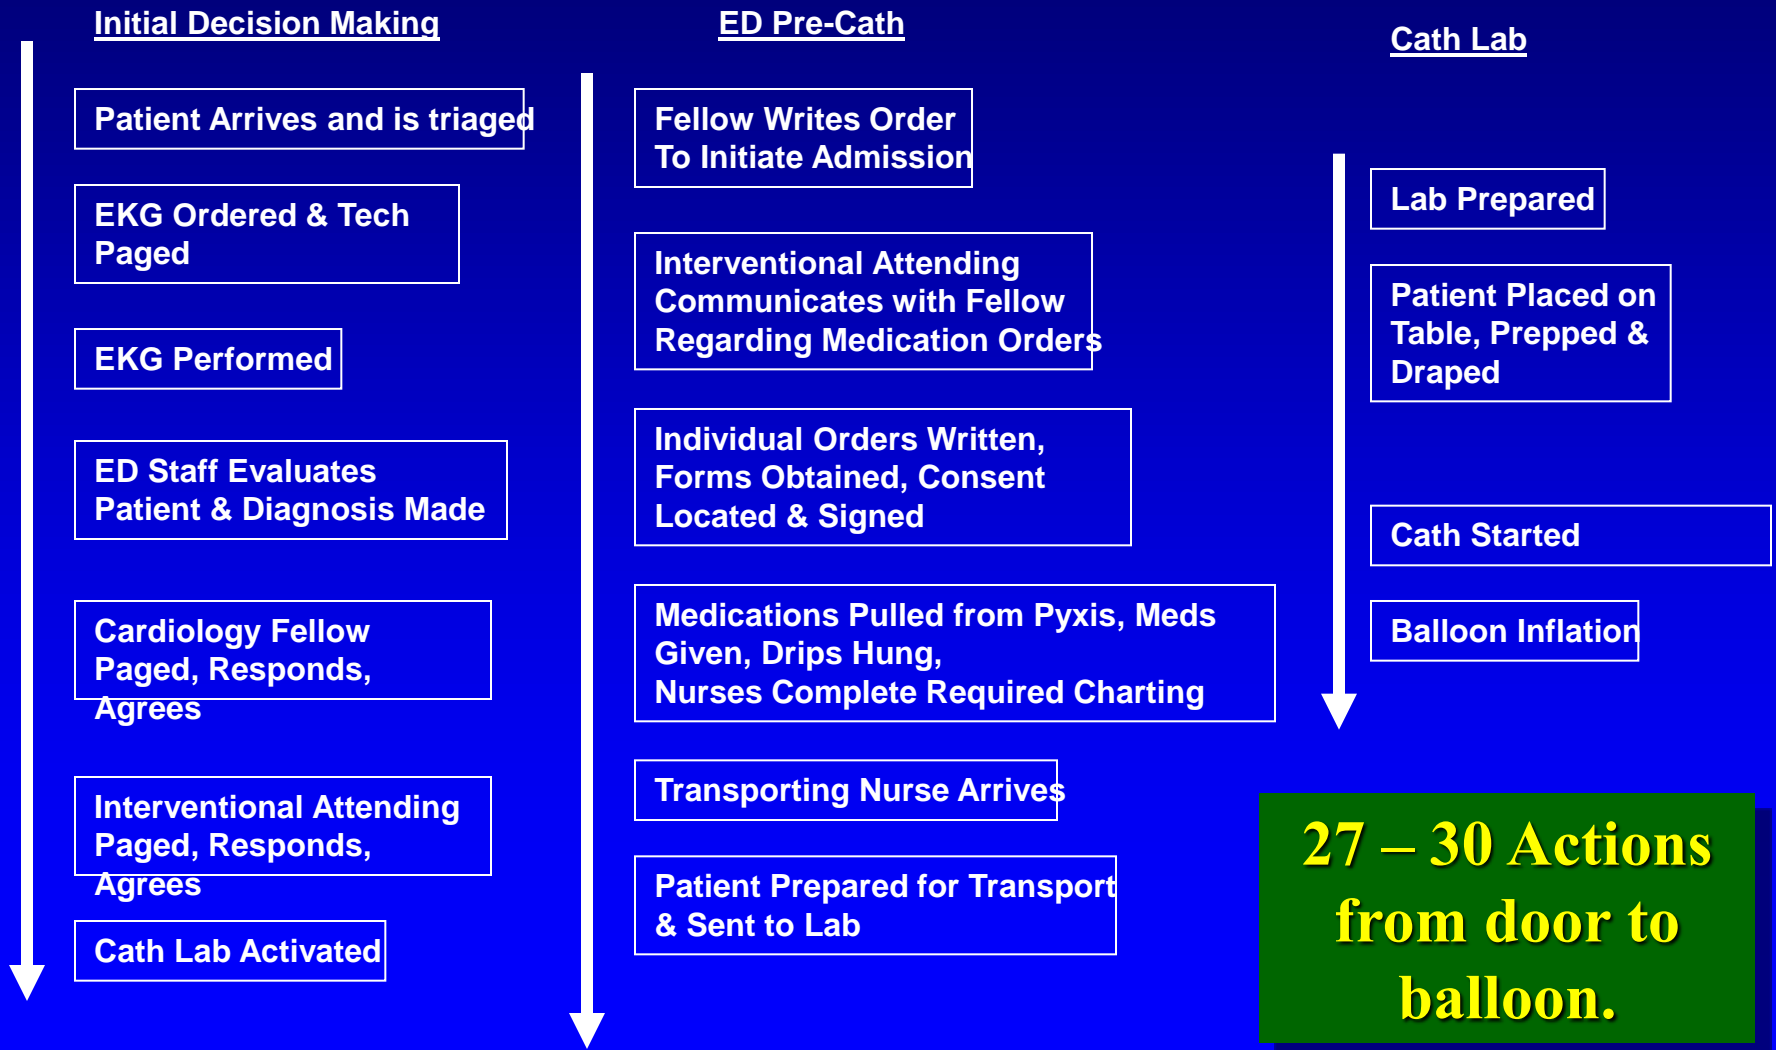 Initial Decision Making
Patient Arrives and is triaged
EKG Ordered & Tech
Paged
EKG Performed
ED Staff Evaluates
Patient & Diagnosis Made
Cardiology Fellow
Paged, Responds,
Agrees
Interventional Attending
Paged, Responds,
Agrees
Cath Lab Activated
ED Pre-Cath
Fellow Writes Order
To Initiate Admission
Interventional Attending
Communicates with Fellow
Regarding Medication Orders
Individual Orders Written,
Forms Obtained, Consent
Located & Signed
Medications Pulled from Pyxis, Meds
Given, Drips Hung,
Nurses Complete Required Charting
Transporting Nurse Arrives
Patient Prepared for Transport
& Sent to Lab
Cath Lab
Lab Prepared
Patient Placed on
Table, Prepped &
Draped
Cath Started
Balloon Inflation
27 – 30 Actions
from door to
balloon.